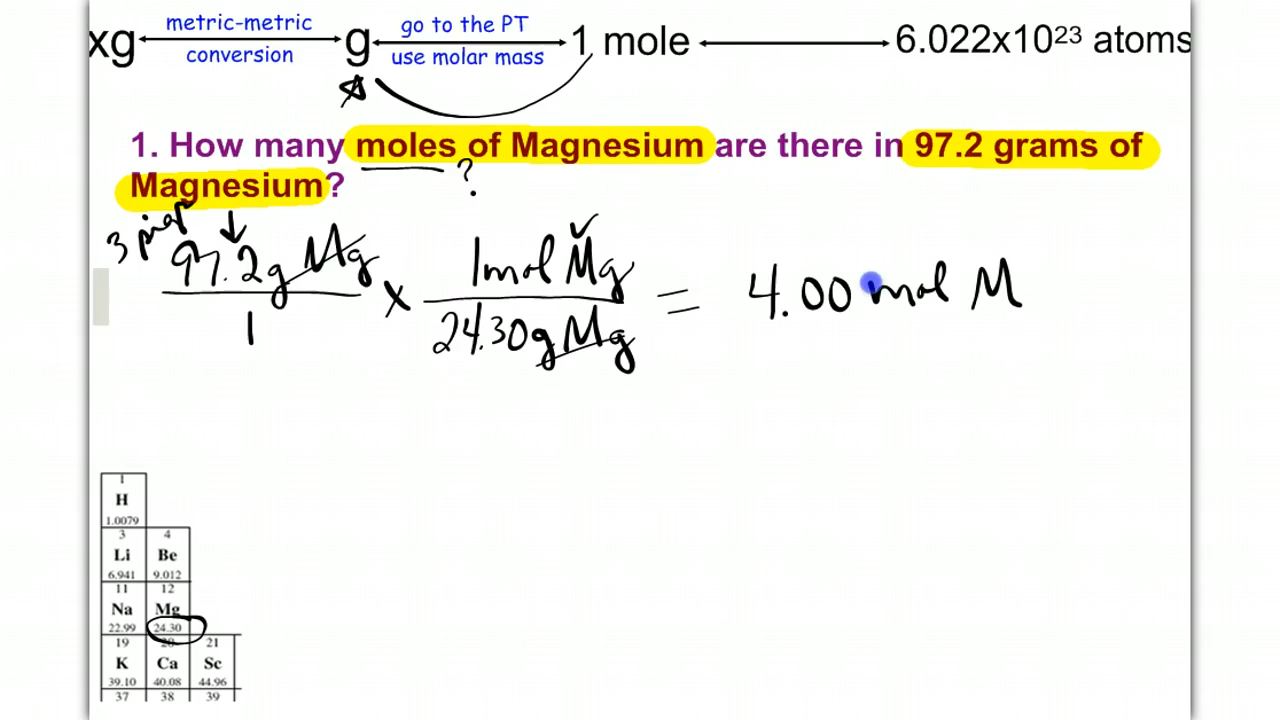 xg metric-metric conversion g go to the PT use molar mass 1 mole 6.022x10²³ atoms
1. How many moles of Magnesium are there in 97.2 grams of
Magnesium?
?
3
97.2g Mg
1
x
1mol Mg
24.30g Mg
= 4.00 mol M
1
H
1.0079
3 4
Li Be
6.941 9.012
11 12
Na Mg
22.99 24.30
19 20 21
K Ca Sc
39.10 40.08 44.96
37 38 39